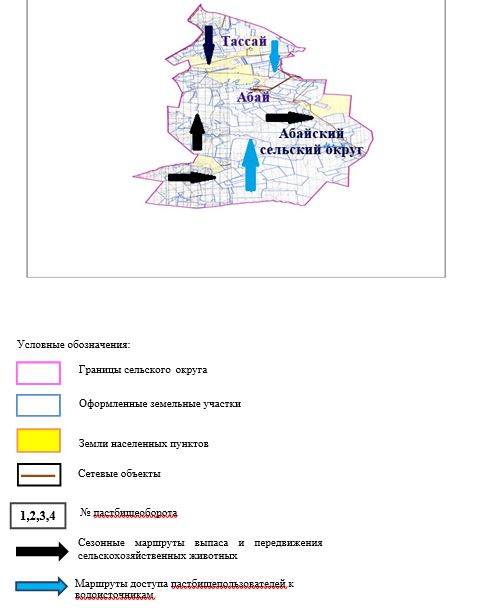 Тассай
Абай
Абайский
сельский округ
Условные обозначения:
Границы сельского округа
Оформленные земельные участки
Земли населенных пунктов
Сетевые объекты
1,2,3,4
№ пастбищеоборота
Сезонные маршруты выпаса и передвижения
сельскохозяйственных животных
Маршруты доступа пастбищепользователей к
водоисточникам